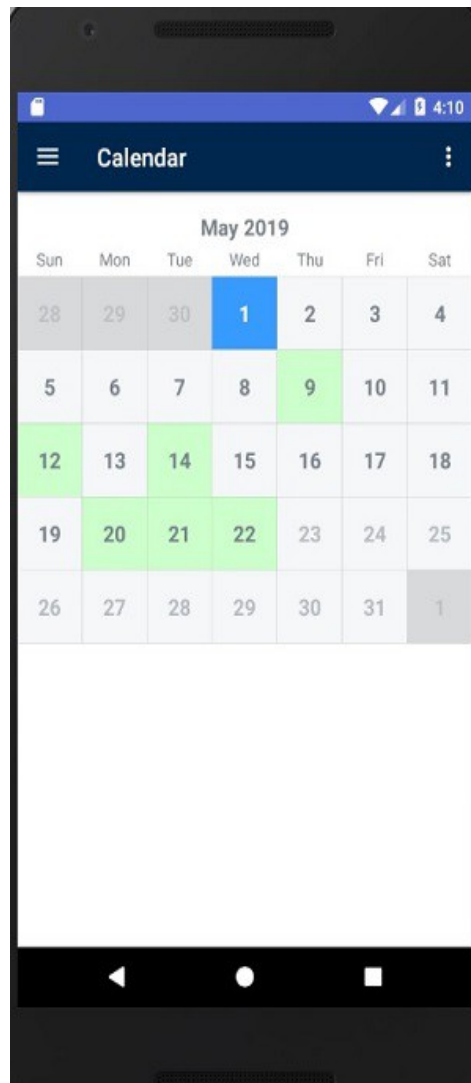 4:10
Calendar
May 2019
Sun Mon Tue Wed Thu Fri Sat
28 29 30 1 2 3 4
5 6 7 8 9 10 11
12 13 14 15 16 17 18
19 20 21 22 23 24 25
26 27 28 29 30 31 1